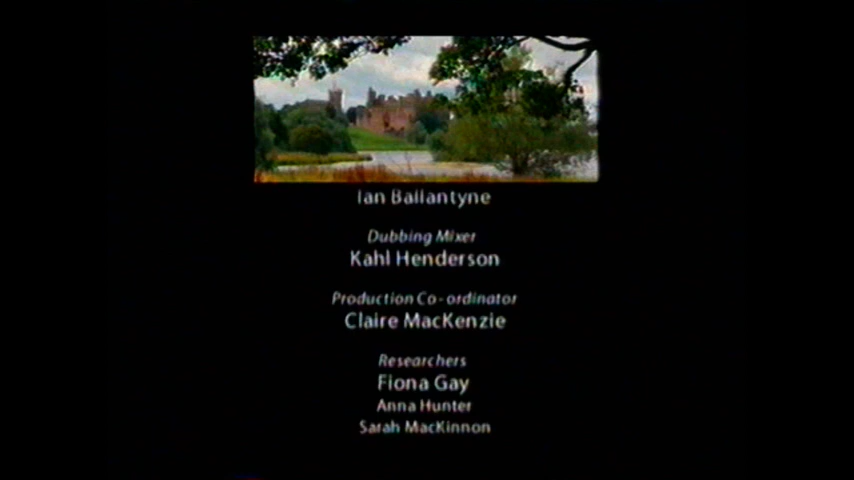 Ian Ballantyne
Dubbing Mixer
Kahl Henderson
Production Co-ordinator
Claire MacKenzie
Researchers
Fiona Gay
Anna Hunter
Sarah MacKinnon